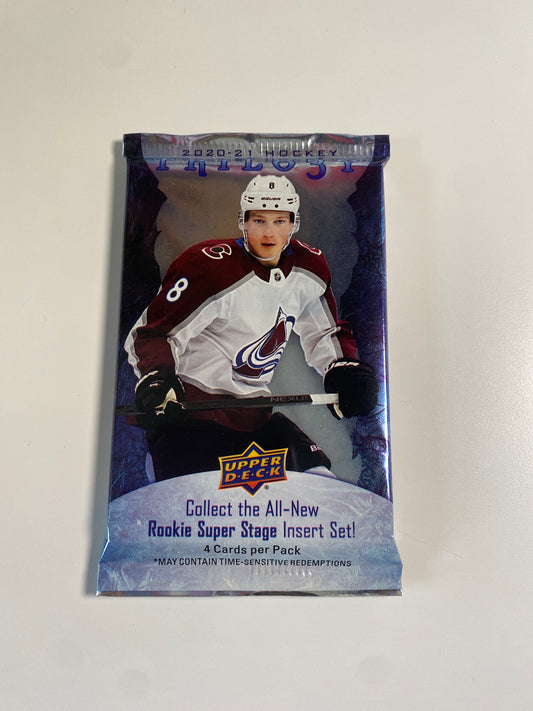 2020-21 HOCKEY
TRILOGY
8
BAUER
8
NEXUS
UPPER
D·E·C·K
®
Collect the All-New
Rookie Super Stage Insert Set!
4 Cards per Pack
*MAY CONTAIN TIME-SENSITIVE REDEMPTIONS